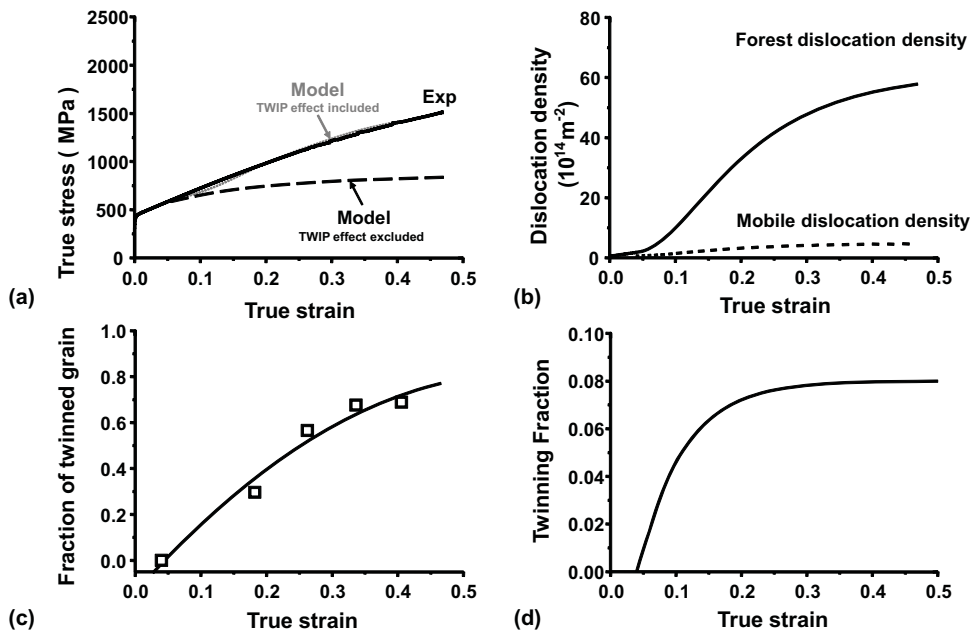 2500
2000
1500
1000
500
0
True stress ( MPa)
Model
TWIP effect included
Exp
Model
TWIP effect excluded
0.0 0.1 0.2 0.3 0.4 0.5
True strain
(a)
80
60
40
20
0
Dislocation density
(10^14m^-2)
Forest dislocation density
Mobile dislocation density
0.0 0.1 0.2 0.3 0.4 0.5
True strain
(b)
1.0
0.8
0.6
0.4
0.2
0.0
Fraction of twinned grain
0.0 0.1 0.2 0.3 0.4 0.5
True strain
(c)
0.10
0.08
0.06
0.04
0.02
0.00
Twinning Fraction
0.0 0.1 0.2 0.3 0.4 0.5
True strain
(d)